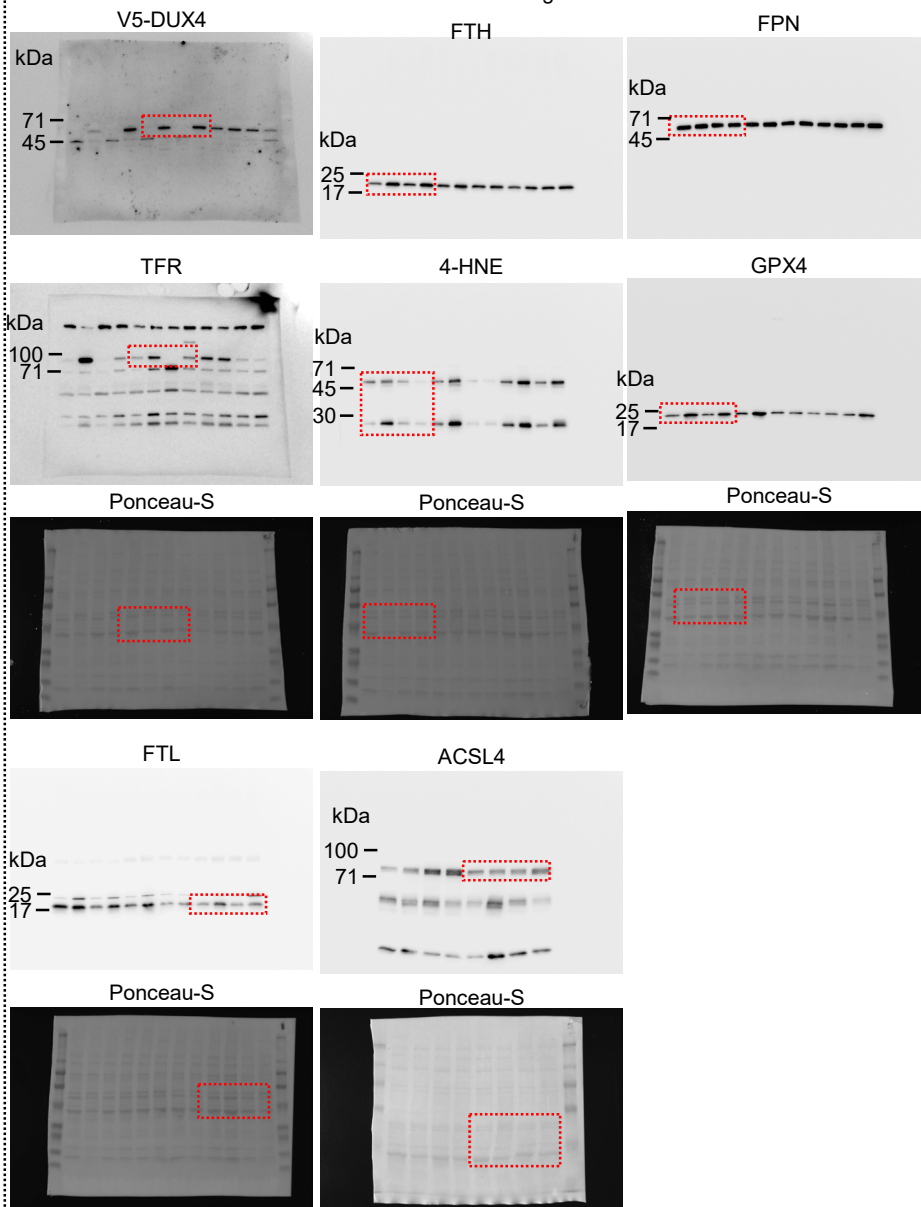 V5-DUX4
FTH
FPN
kDa
71
45
kDa
25
17
kDa
71
45
TFR
4-HNE
GPX4
kDa
100
71
kDa
71
45
30
kDa
25
17
Ponceau-S
Ponceau-S
Ponceau-S
FTL
ACSL4
kDa
25
17
kDa
100
71
Ponceau-S
Ponceau-S